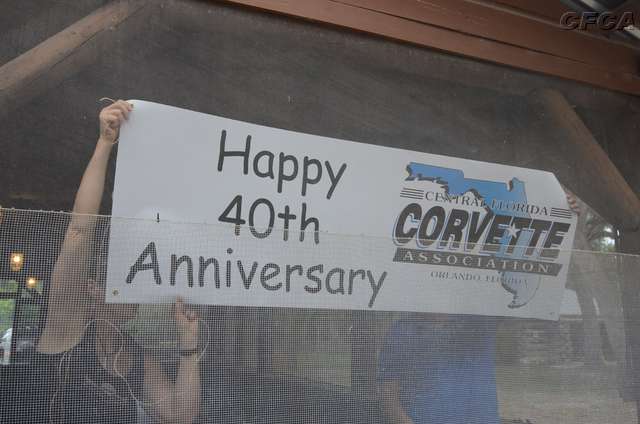 CFCA
Happy
40th
Anniversary
CENTRAL FLORIDA
CORVETTE
ASSOCIATION
ORLANDO, FLORIDA